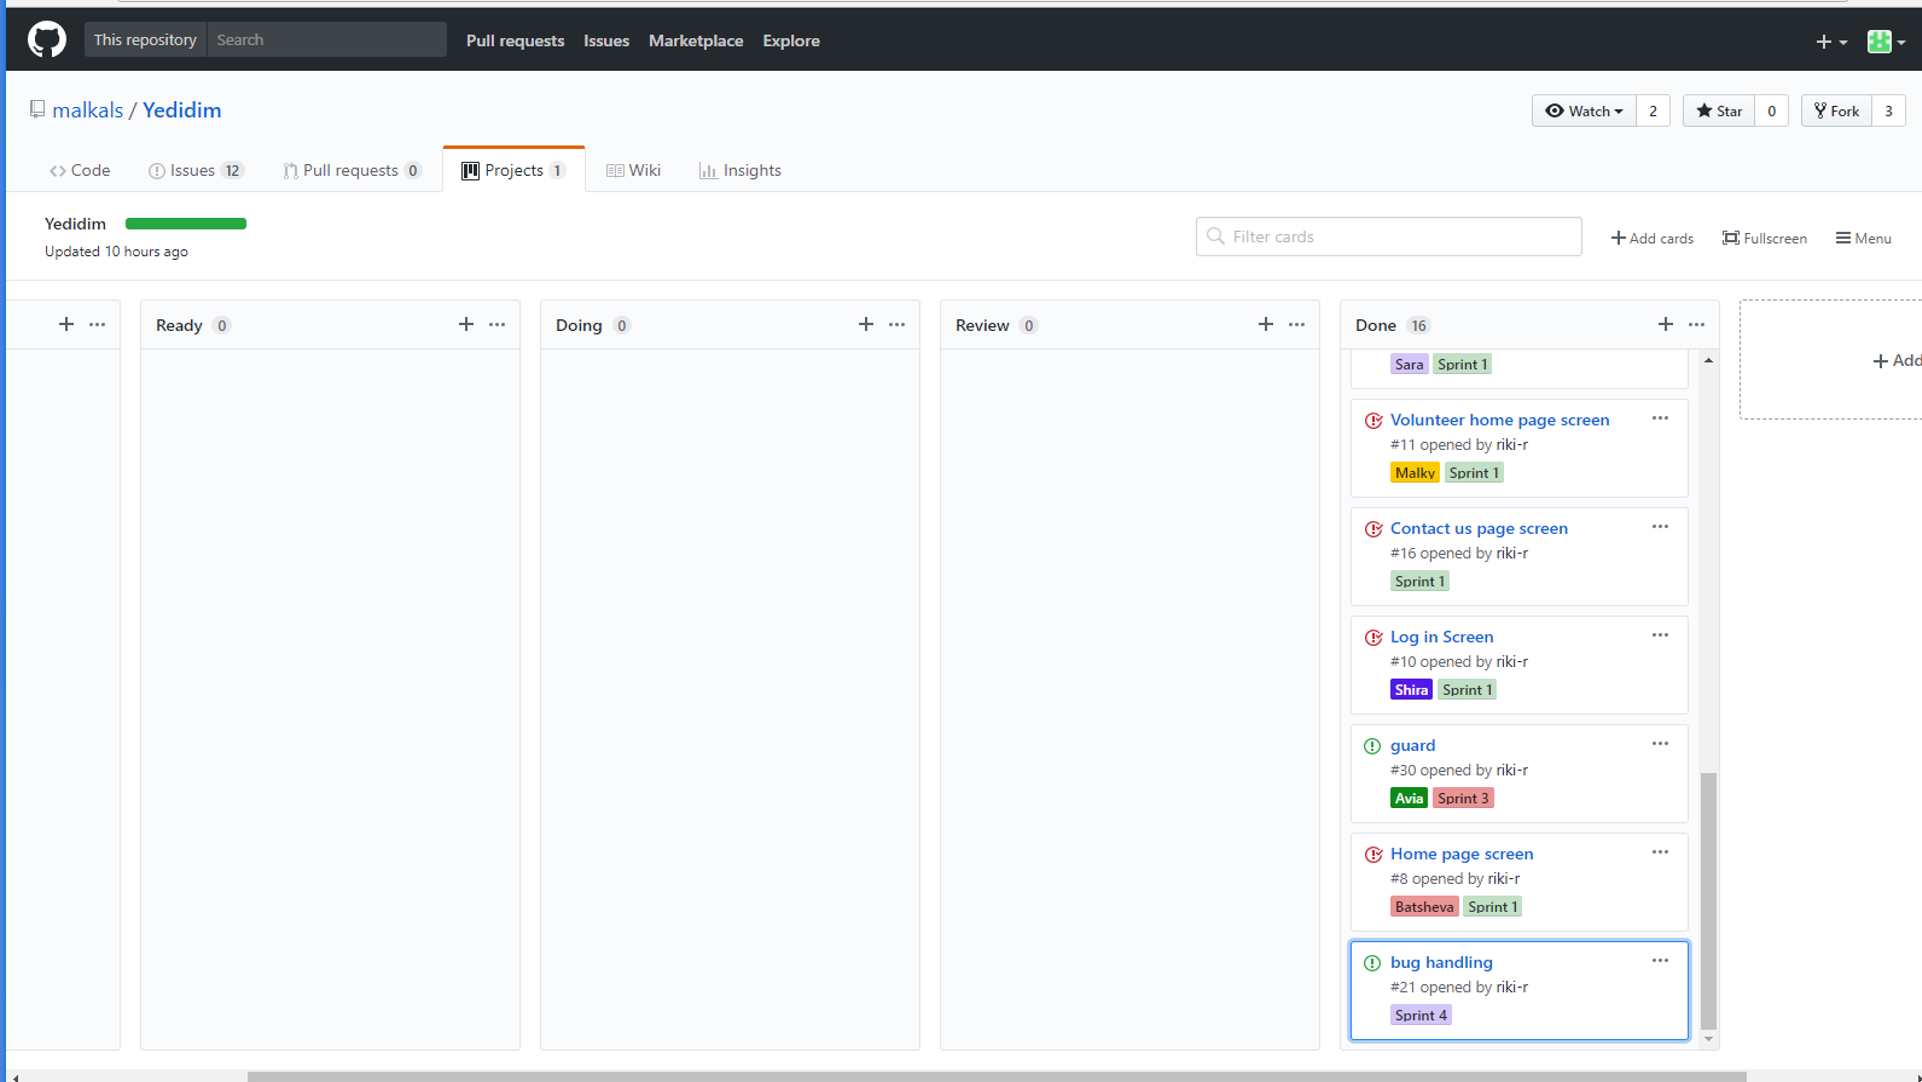 This repository Search Pull requests Issues Marketplace Explore
malkals / Yedidim
Watch 2 Star 0 Fork 3
Code Issues 12 Pull requests 0 Projects 1 Wiki Insights
Yedidim
Updated 10 hours ago
Filter cards
Add cards Fullscreen Menu
Ready 0
Doing 0
Review 0
Done 16
Sara Sprint 1
Volunteer home page screen
#11 opened by riki-r
Malky Sprint 1
Contact us page screen
#16 opened by riki-r
Sprint 1
Log in Screen
#10 opened by riki-r
Shira Sprint 1
guard
#30 opened by riki-r
Avia Sprint 3
Home page screen
#8 opened by riki-r
Batsheva Sprint 1
bug handling
#21 opened by riki-r
Sprint 4
+ Add